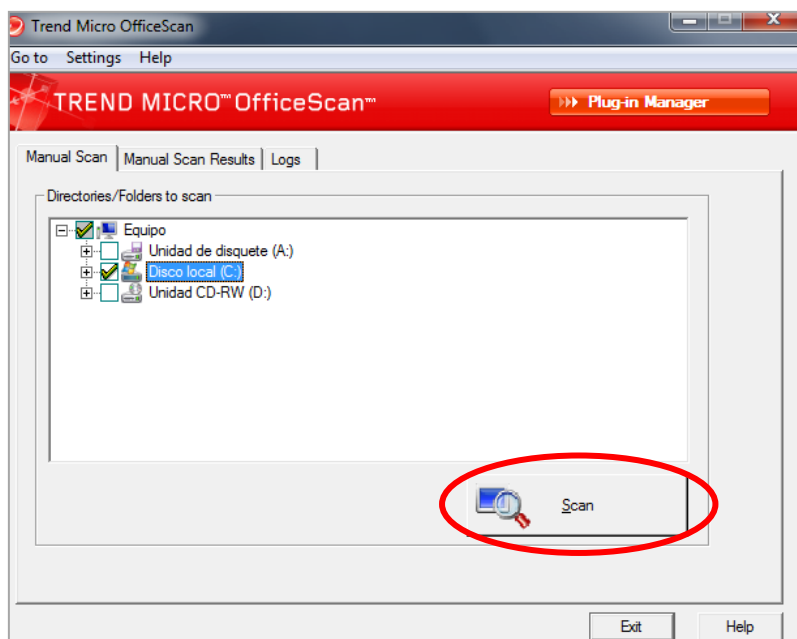 Trend Micro OfficeScan
Go to Settings Help
TREND MICRO™ OfficeScan™ Plug-in Manager
Manual Scan Manual Scan Results Logs
Directories/Folders to scan
Equipo
Unidad de disquete (A:)
Disco local (C:)
Unidad CD-RW (D:)
Scan
Exit Help